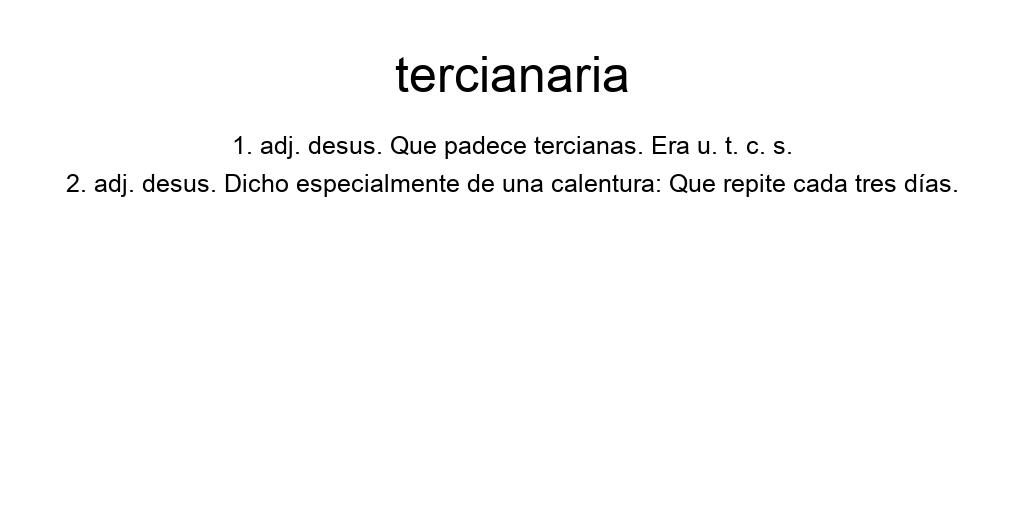 tercianaria
1. adj. desus. Que padece tercianas. Era u. t. c. s.
2. adj. desus. Dicho especialmente de una calentura: Que repite cada tres días.